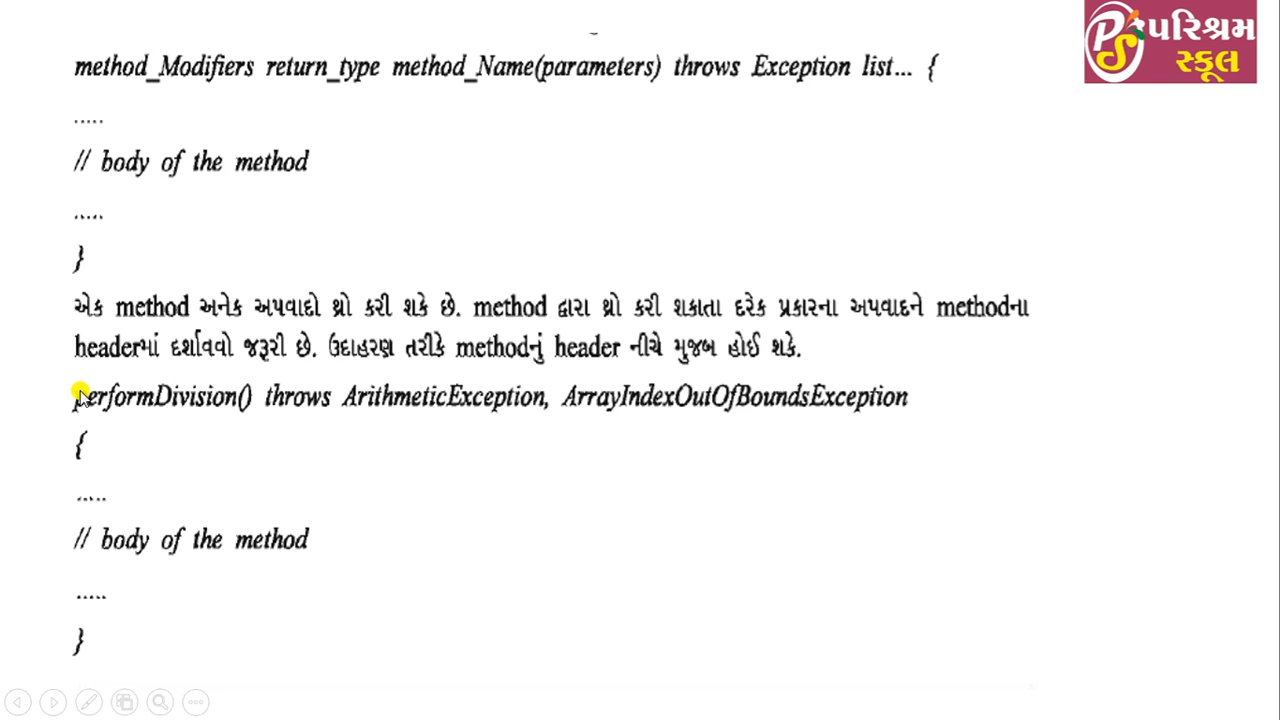 પરિશ્રમ
PS
સ્કૂલ
method_Modifiers return_type method_Name(parameters) throws Exception list... {
.....
// body of the method
.....
}
એક method અનેક અપવાદો થ્રો કરી શકે છે. method દ્વારા થ્રો કરી શકાતા દરેક પ્રકારના અપવાદને methodના
headerમાં દર્શાવવો જરૂરી છે. ઉદાહરણ તરીકે methodનું header નીચે મુજબ હોઈ શકે.
performDivision() throws ArithmeticException, ArrayIndexOutOfBoundsException
{
.....
// body of the method
.....
}